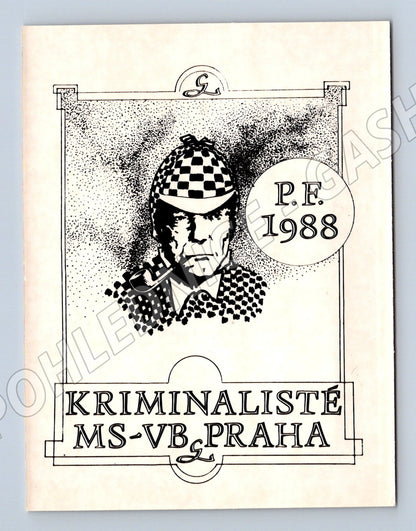 P.F.
1988
KRIMINALISTÉ
MS-VB PRAHA